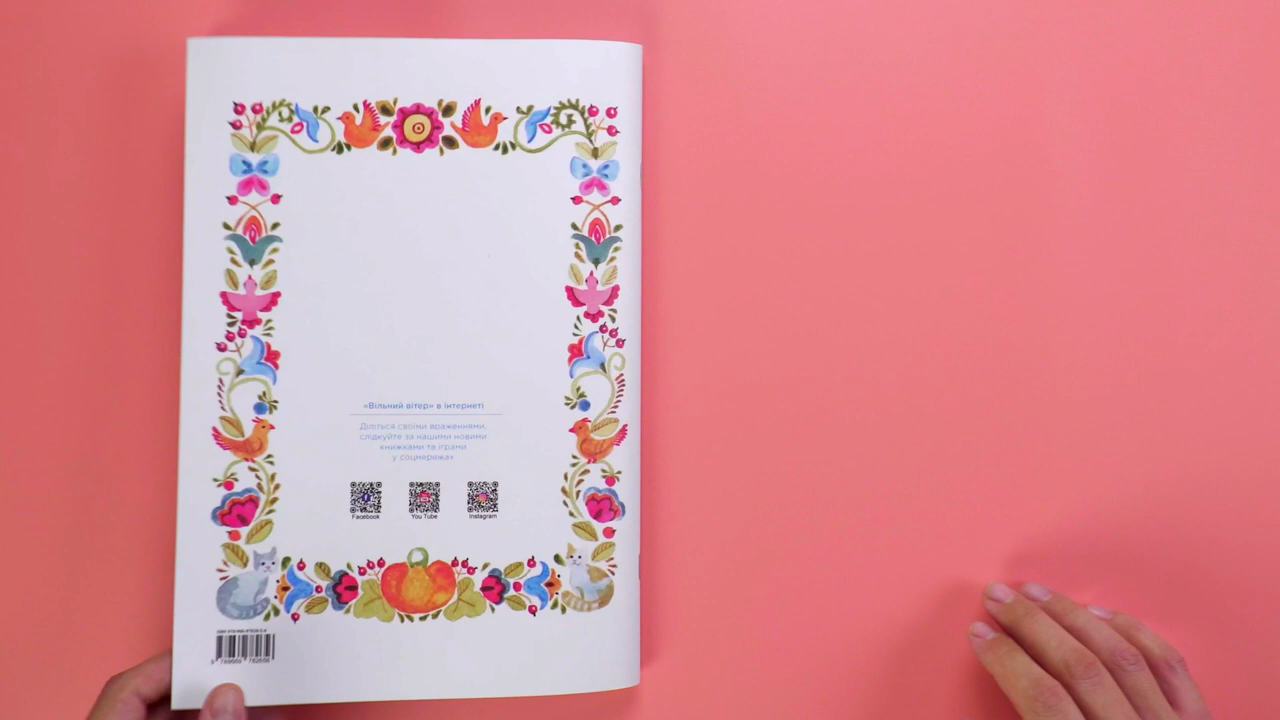 «Вільний вітер» в інтернеті
Діліться своїми враженнями,
слідкуйте за нашими новими
книжками та іграми
у соцмережах
Facebook
You Tube
Instagram